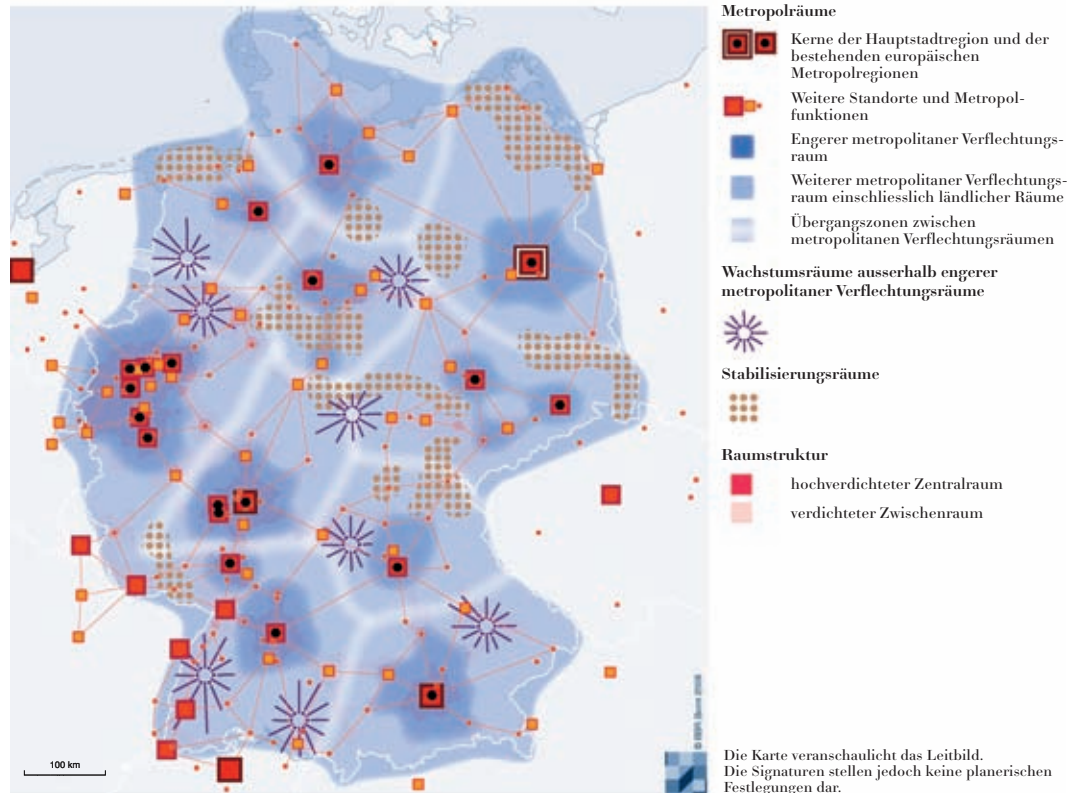 Metropolräume
Kerne der Hauptstadtregion und der
bestehenden europäischen
Metropolregionen
Weitere Standorte und Metropol-
funktionen
Engerer metropolitaner Verflechtungs-
raum
Weiterer metropolitaner Verflechtungs-
raum einschliesslich ländlicher Räume
Übergangszonen zwischen
metropolitanen Verflechtungsräumen
Wachstumsräume ausserhalb engerer
metropolitaner Verflechtungsräume
Stabilisierungsräume
Raumstruktur
hochverdichteter Zentralraum
verdichteter Zwischenraum
100 km
© BBR Bonn
Die Karte veranschaulicht das Leitbild.
Die Signaturen stellen jedoch keine planerischen
Festlegungen dar.